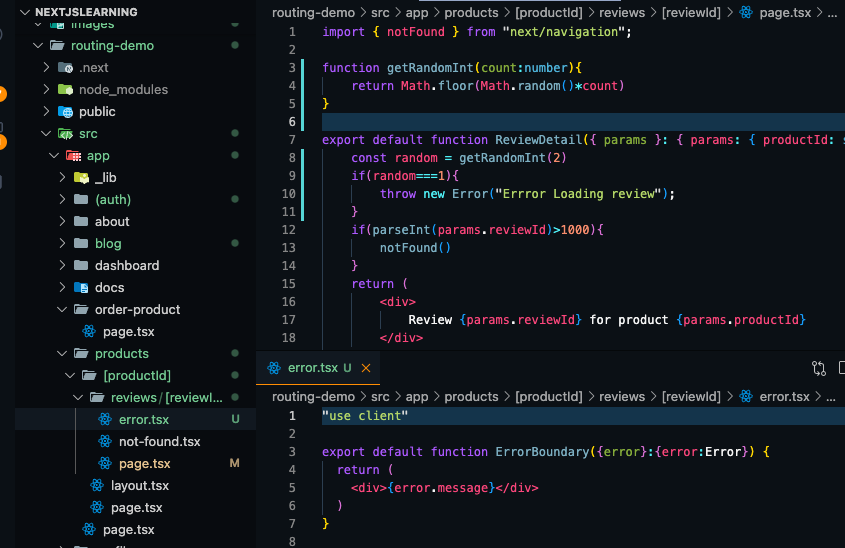 NEXTJSLEARNING
images
routing-demo
.next
node_modules
public
src
app
_lib
(auth)
about
blog
dashboard
docs
order-product
page.tsx
products
[productId]
reviews/[reviewI...
error.tsx U
not-found.tsx
page.tsx M
layout.tsx
page.tsx
page.tsx
routing-demo > src > app > products > [productId] > reviews > [reviewId] > page.tsx > ...
1 import { notFound } from "next/navigation";
2
3 function getRandomInt(count:number){
4 return Math.floor(Math.random()*count)
5 }
6
7 export default function ReviewDetail({ params }: { params: { productId: s
8 const random = getRandomInt(2)
9 if(random===1){
10 throw new Error("Errror Loading review");
11 }
12 if(parseInt(params.reviewId)>1000){
13 notFound()
14 }
15 return (
16 <div>
17 Review {params.reviewId} for product {params.productId}
18 </div>
error.tsx U
routing-demo > src > app > products > [productId] > reviews > [reviewId] > error.tsx > ...
1 "use client"
2
3 export default function ErrorBoundary({error}:{error:Error}) {
4 return (
5 <div>{error.message}</div>
6 )
7 }
8